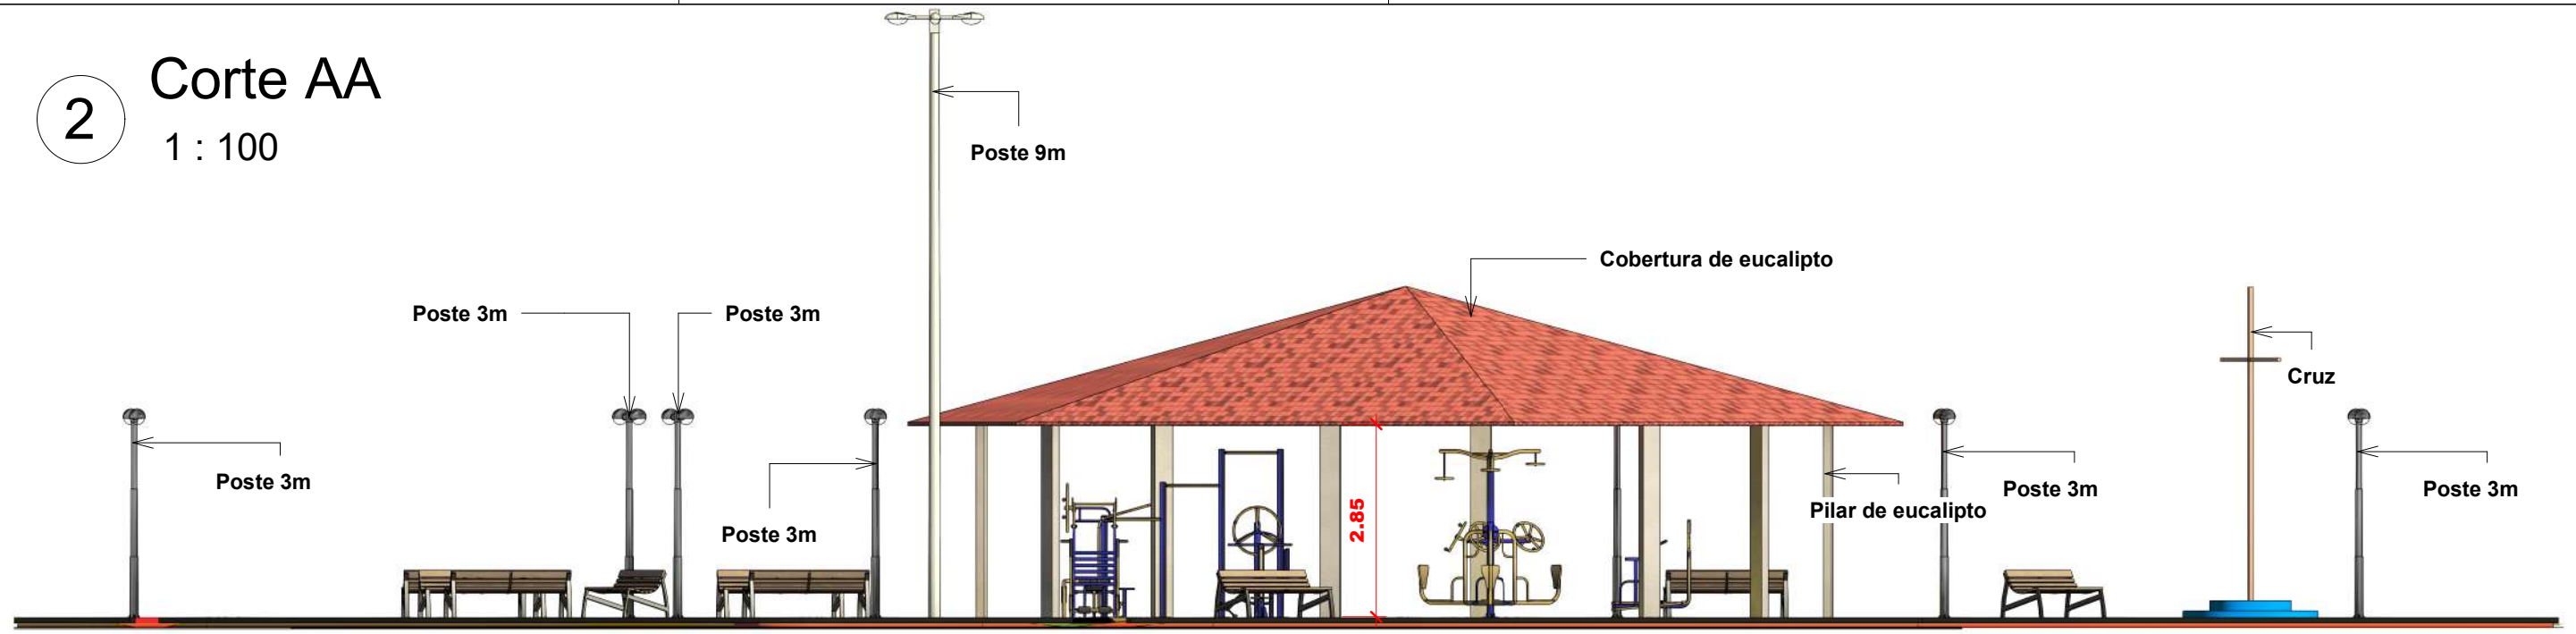 2
Corte AA
1 : 100
Poste 9m
Cobertura de eucalipto
Poste 3m
Poste 3m
Cruz
Poste 3m
Poste 3m
Pilar de eucalipto
Poste 3m
Poste 3m
Poste 3m
2.85